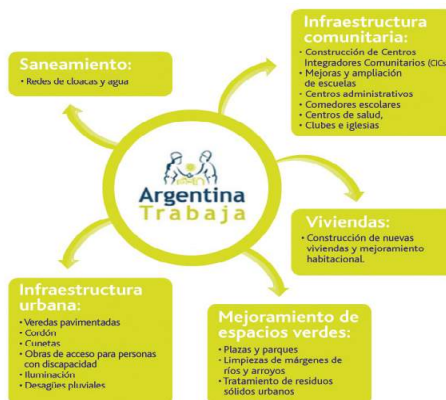 Saneamiento:
• Redes de cloacas y agua
Infraestructura
comunitaria:
• Construcción de Centros
Integradores Comunitarios (CICs)
• Mejoras y ampliación
de escuelas
• Centros administrativos
• Comedores escolares
• Centros de salud,
• Clubes e iglesias
Argentina
Trabaja
Viviendas:
• Construcción de nuevas
viviendas y mejoramiento
habitacional.
Infraestructura
urbana:
• Veredas pavimentadas
• Cordón
• Cunetas
• Obras de acceso para personas
con discapacidad
• Iluminación
• Desagües pluviales
Mejoramiento de
espacios verdes:
• Plazas y parques
• Limpiezas de márgenes de
ríos y arroyos
• Tratamiento de residuos
sólidos urbanos